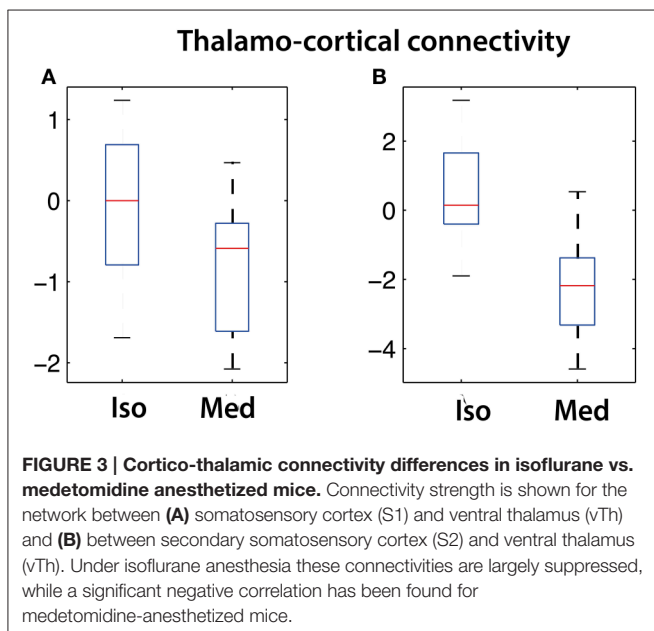 Thalamo-cortical connectivity
A
B
1
0
−1
−2
Iso
Med
2
0
−2
−4
Iso
Med
FIGURE 3 | Cortico-thalamic connectivity differences in isoflurane vs.
medetomidine anesthetized mice. Connectivity strength is shown for the
network between (A) somatosensory cortex (S1) and ventral thalamus (vTh)
and (B) between secondary somatosensory cortex (S2) and ventral thalamus
(vTh). Under isoflurane anesthesia these connectivities are largely suppressed,
while a significant negative correlation has been found for
medetomidine-anesthetized mice.